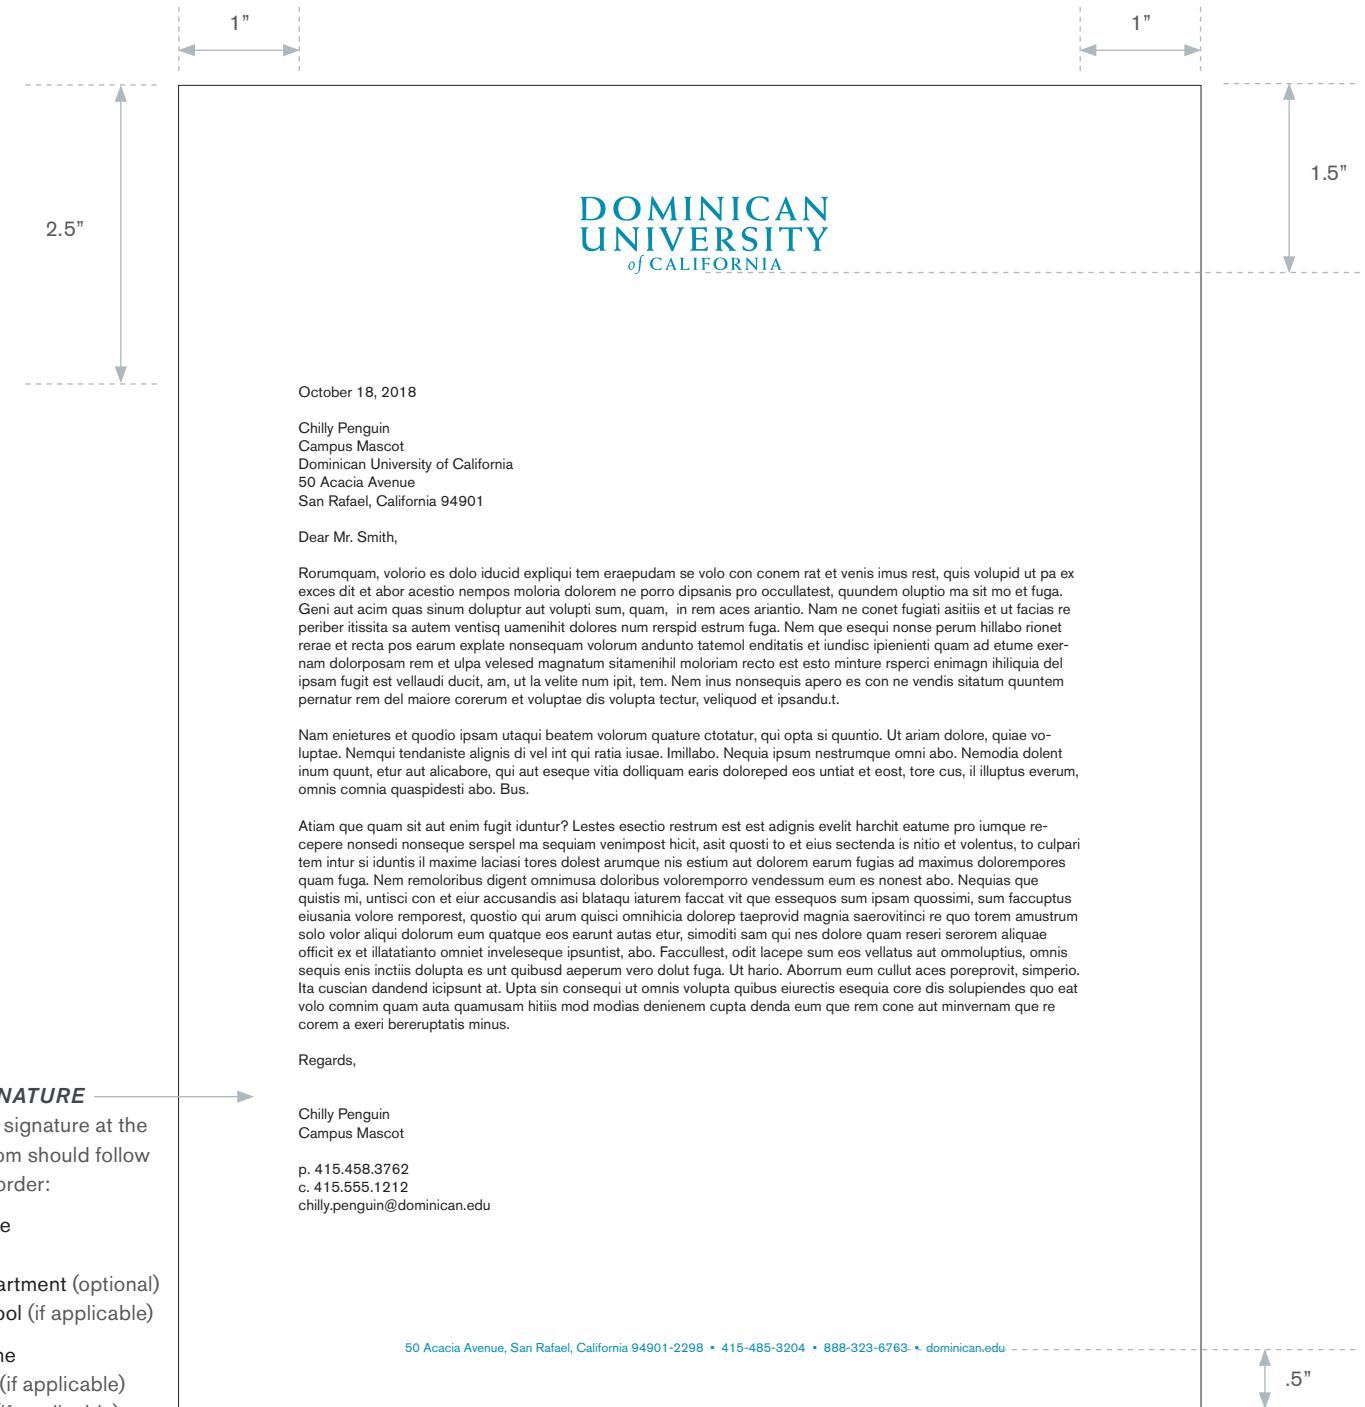 1”
1”
2.5”
1.5”
DOMINICAN
UNIVERSITY
of CALIFORNIA
October 18, 2018
Chilly Penguin
Campus Mascot
Dominican University of California
50 Acacia Avenue
San Rafael, California 94901
Dear Mr. Smith,
Rorumquam, volorio es dolo iducid expliqui tem eraepudam se volo con conem rat et venis imus rest, quis volupid ut pa ex
exces dit et abor acestio nempos moloria dolorem ne porro dipsanis pro occullatest, quundem oluptio ma sit mo et fuga.
Geni aut acim quas sinum doluptur aut volupti sum, quam,  in rem aces ariantio. Nam ne conet fugiati asitiis et ut facias re
periber itissita sa autem ventisq uamenihit dolores num rerspid estrum fuga. Nem que esequi nonse perum hillabo rionet
rerae et recta pos earum explate nonsequam volorum andunto tatemol enditatis et iundisc ipienienti quam ad etume exer-
nam dolorposam rem et ulpa velesed magnatum sitamenihil moloriam recto est esto minture rsperci enimagn ihiliquia del
ipsam fugit est vellaudi ducit, am, ut la velite num ipit, tem. Nem inus nonsequis apero es con ne vendis sitatum quuntem
pernatur rem del maiore corerum et voluptae dis volupta tectur, veliquod et ipsandu.t.
Nam enietures et quodio ipsam utaqui beatem volorum quature ctotatur, qui opta si quuntio. Ut ariam dolore, quiae vo-
luptae. Nemqui tendaniste alignis di vel int qui ratia iusae. Imillabo. Nequia ipsum nestrumque omni abo. Nemodia dolent
inum quunt, etur aut alicabore, qui aut eseque vitia dolliquam earis doloreped eos untiat et eost, tore cus, il illuptus everum,
omnis comnia quaspidesti abo. Bus.
Atiam que quam sit aut enim fugit iduntur? Lestes esectio restrum est est adignis evelit harchit eatume pro iumque re-
cepere nonsedi nonseque serspel ma sequiam venimpost hicit, asit quosti to et eius sectenda is nitio et volentus, to culpari
tem intur si iduntis il maxime laciasi tores dolest arumque nis estium aut dolorem earum fugias ad maximus dolorempores
quam fuga. Nem remoloribus digent omnimusa doloribus voloremporro vendessum eum es nonest abo. Nequias que
quistis mi, untisci con et eiur accusandis asi blataqu iaturem faccat vit que essequos sum ipsam quossimi, sum faccuptus
eiusania volore remporest, quostio qui arum quisci omnihicia dolorep taeprovid magnia saerovitinci re quo torem amustrum
solo volor aliqui dolorum eum quatque eos earunt autas etur, simoditi sam qui nes dolore quam reseri serorem aliquae
officit ex et illatatianto omniet inveleseque ipsuntist, abo. Faccullest, odit lacepe sum eos vellatus aut ommoluptius, omnis
sequis enis inctiis dolupta es unt quibusd aeperum vero dolut fuga. Ut hario. Aborrum eum cullut aces poreprovit, simperio.
Ita cuscian dandend icipsunt at. Upta sin consequi ut omnis volupta quibus eiurectis esequia core dis solupiendes quo eat
volo comnim quam auta quamusam hitiis mod modias denienem cupta denda eum que rem cone aut minvernam que re
corem a exeri bereruptatis minus.
Regards,
NATURE
signature at the
om should follow
order:
e
artment (optional)
ool (if applicable)
ne
(if applicable)
Chilly Penguin
Campus Mascot
p. 415.458.3762
c. 415.555.1212
chilly.penguin@dominican.edu
50 Acacia Avenue, San Rafael, California 94901-2298 • 415-485-3204 • 888-323-6763 • dominican.edu
.5”